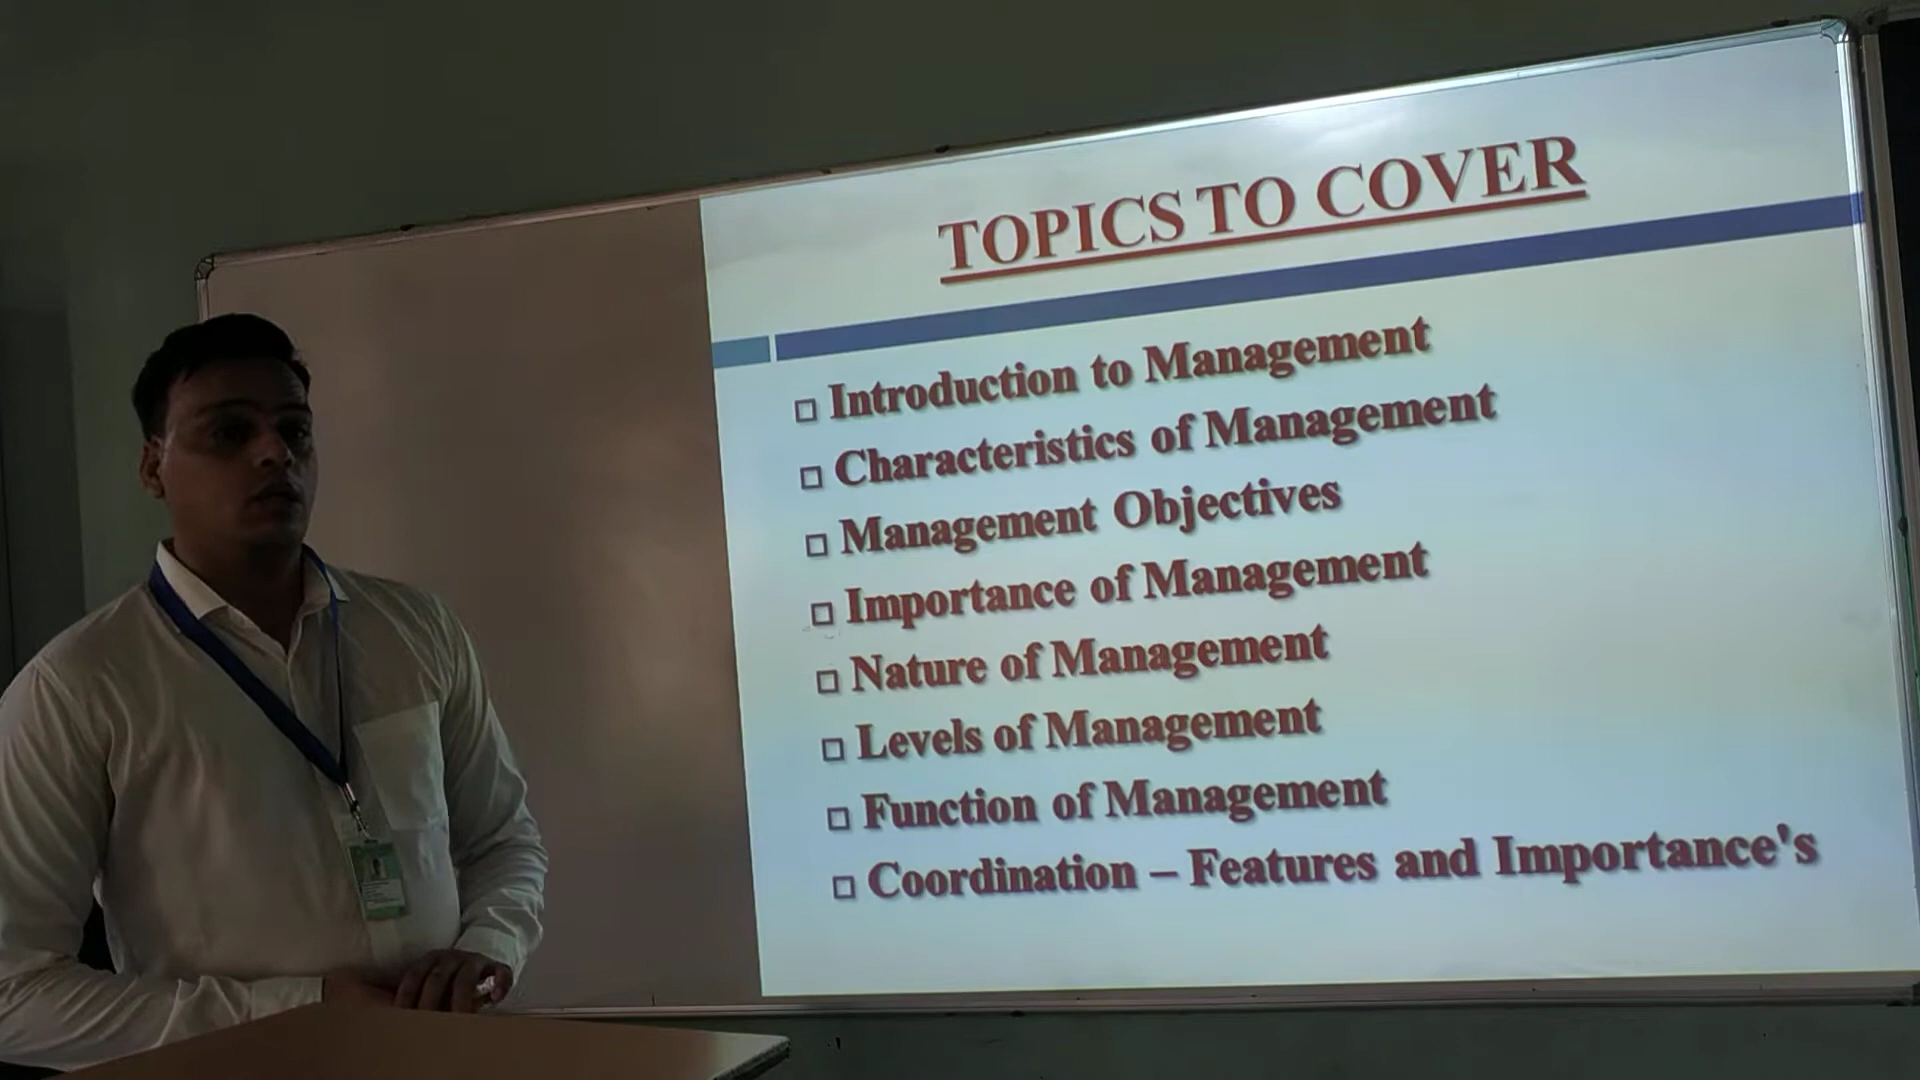 TOPICS TO COVER
Introduction to Management
Characteristics of Management
Management Objectives
Importance of Management
Nature of Management
Levels of Management
Function of Management
Coordination – Features and Importance's